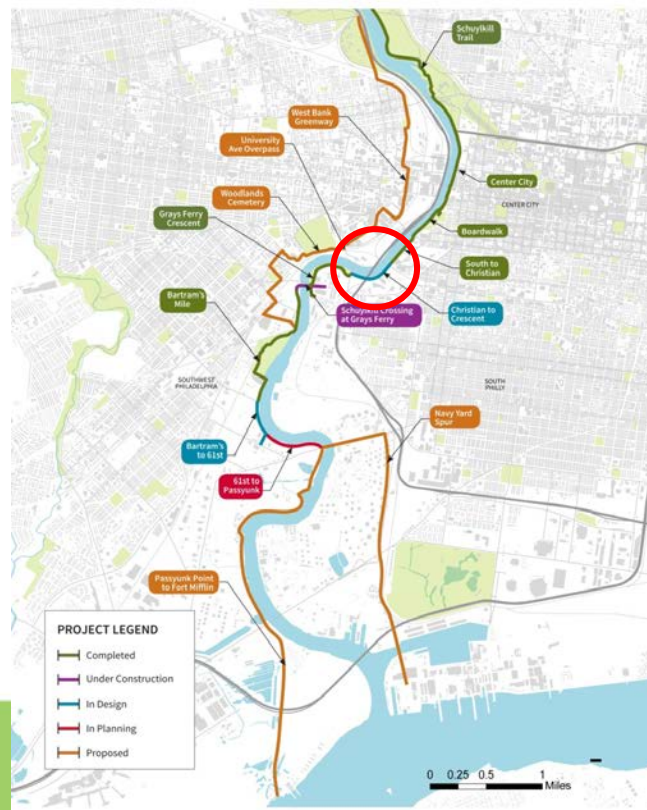 Schuylkill
Trail
West Bank
Greenway
University
Ave Overpass
Center City
Woodlands
Cemetery
CENTER CITY
Grays Ferry
Crescent
Boardwalk
South to
Christian
Bartram's
Mile
Schuylkill Crossing
at Grays Ferry
Christian to
Crescent
SOUTHWEST
PHILADELPHIA
SOUTH
PHILLY
Navy Yard
Spur
Bartram's
to 61st
61st to
Passyunk
Passyunk Point
to Fort Mifflin
PROJECT LEGEND
Completed
Under Construction
In Design
In Planning
Proposed
0 0.25 0.5 1
Miles